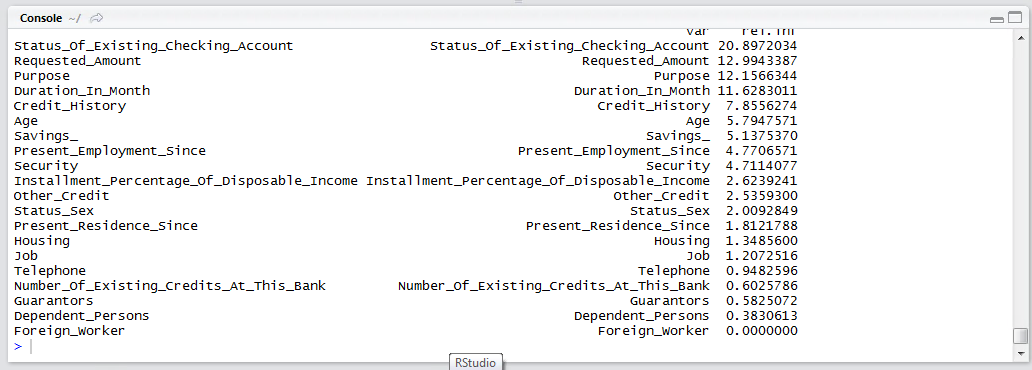 Console ~/
var rel.inf
Status_Of_Existing_Checking_Account Status_Of_Existing_Checking_Account 20.8972034
Requested_Amount Requested_Amount 12.9943387
Purpose Purpose 12.1566344
Duration_In_Month Duration_In_Month 11.6283011
Credit_History Credit_History 7.8556274
Age Age 5.7947571
Savings_ Savings_ 5.1375370
Present_Employment_Since Present_Employment_Since 4.7706571
Security Security 4.7114077
Installment_Percentage_Of_Disposable_Income Installment_Percentage_Of_Disposable_Income 2.6239241
Other_Credit Other_Credit 2.5359300
Status_Sex Status_Sex 2.0092849
Present_Residence_Since Present_Residence_Since 1.8121788
Housing Housing 1.3485600
Job Job 1.2072516
Telephone Telephone 0.9482596
Number_Of_Existing_Credits_At_This_Bank Number_Of_Existing_Credits_At_This_Bank 0.6025786
Guarantors Guarantors 0.5825072
Dependent_Persons Dependent_Persons 0.3830613
Foreign_Worker Foreign_Worker 0.0000000
>
RStudio